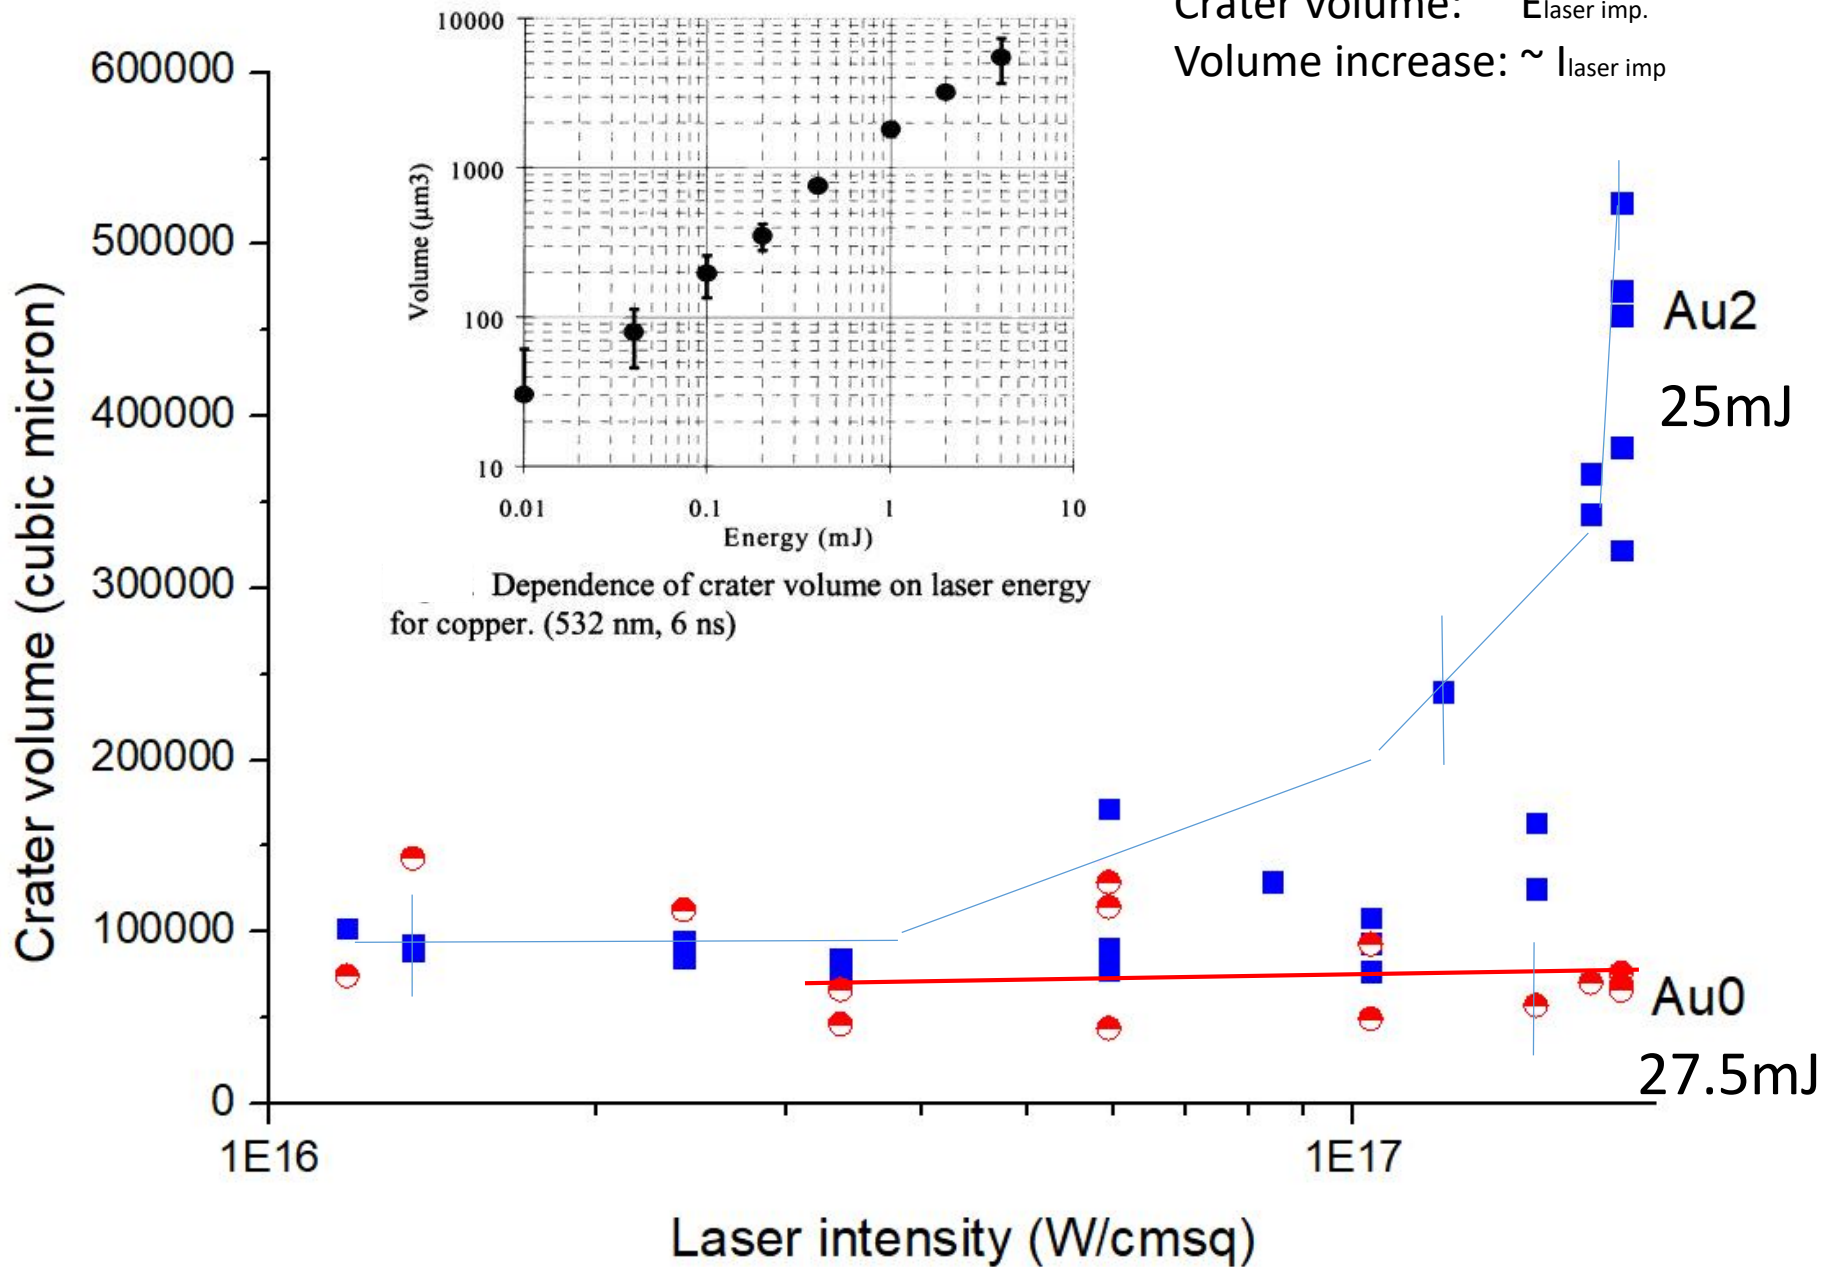 Crater volume: Elaser imp.
Volume increase: ~ Ilaser imp
Crater volume (cubic micron)
600000
500000
400000
300000
200000
100000
0
1E16
1E17
Laser intensity (W/cmsq)
Volume (µm3)
10000
1000
100
10
0.01
0.1
1
10
Energy (mJ)
Dependence of crater volume on laser energy
for copper. (532 nm, 6 ns)
Au2
25mJ
Au0
27.5mJ